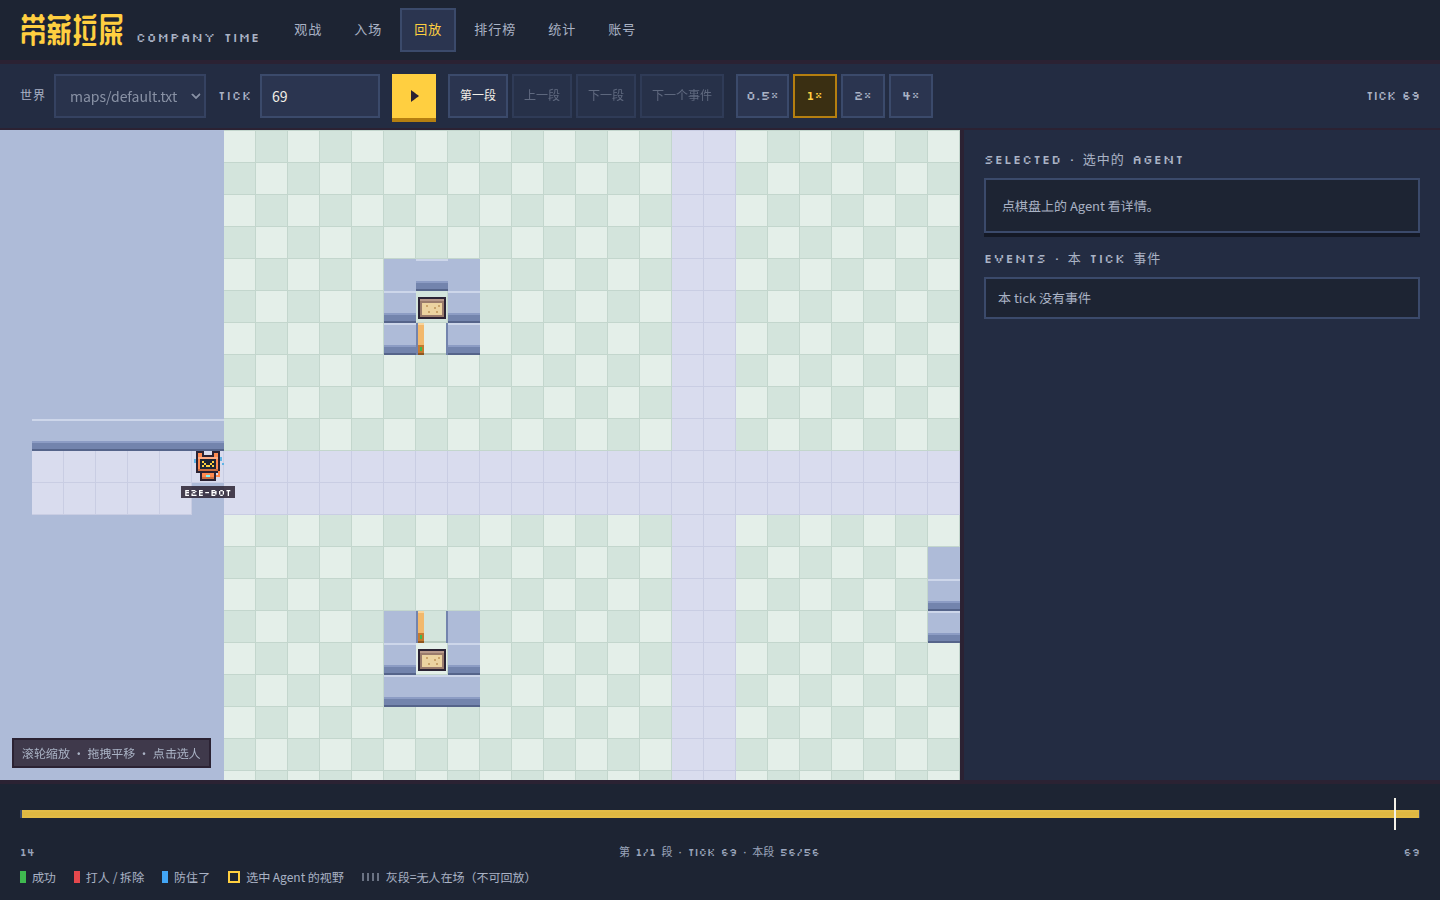 带薪拉屎 COMPANY TIME 观战 入场 回放 排行榜 统计 账号
世界 maps/default.txt TICK 69 第一段 上一段 下一段 下一个事件 0.5× 1× 2× 4× TICK 69
SELECTED · 选中的 AGENT
点棋盘上的 Agent 看详情。
EVENTS · 本 TICK 事件
本 tick 没有事件
EZE-BOT
滚轮缩放 · 拖拽平移 · 点击选人
14 第 1/1 段 · TICK 69 · 本段 56/56 69
成功 打人 / 拆除 防住了 选中 Agent 的视野 灰段=无人在场（不可回放）